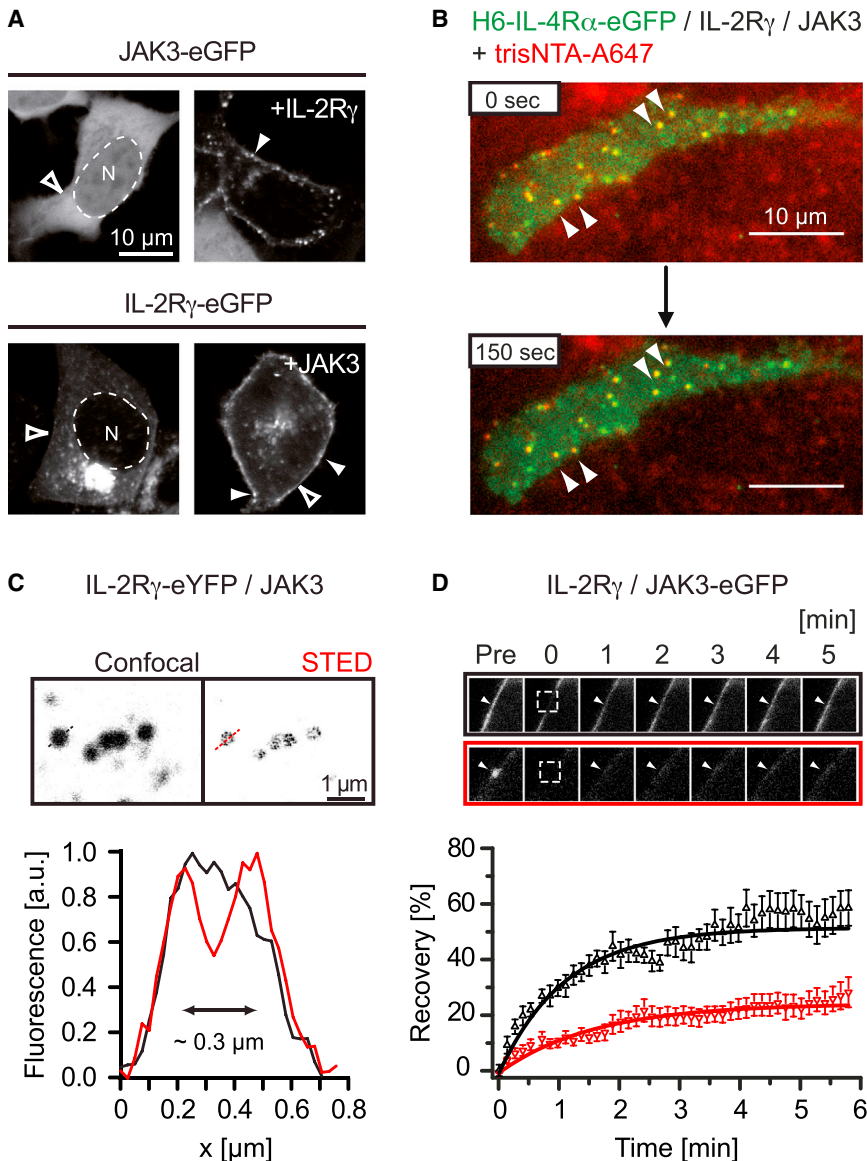 A
JAK3-eGFP
N
10 µm
+IL-2Rγ
IL-2Rγ-eGFP
N
+JAK3
B
H6-IL-4Rα-eGFP / IL-2Rγ / JAK3
+ trisNTA-A647
0 sec
10 µm
150 sec
C
IL-2Rγ-eYFP / JAK3
Confocal
STED
1 µm
Fluorescence [a.u.]
1.0
0.8
0.6
0.4
0.2
0.0
~ 0.3 µm
0 0.2 0.4 0.6 0.8
x [µm]
D
IL-2Rγ / JAK3-eGFP
[min]
Pre 0 1 2 3 4 5
Recovery [%]
80
60
40
20
0
0 1 2 3 4 5 6
Time [min]